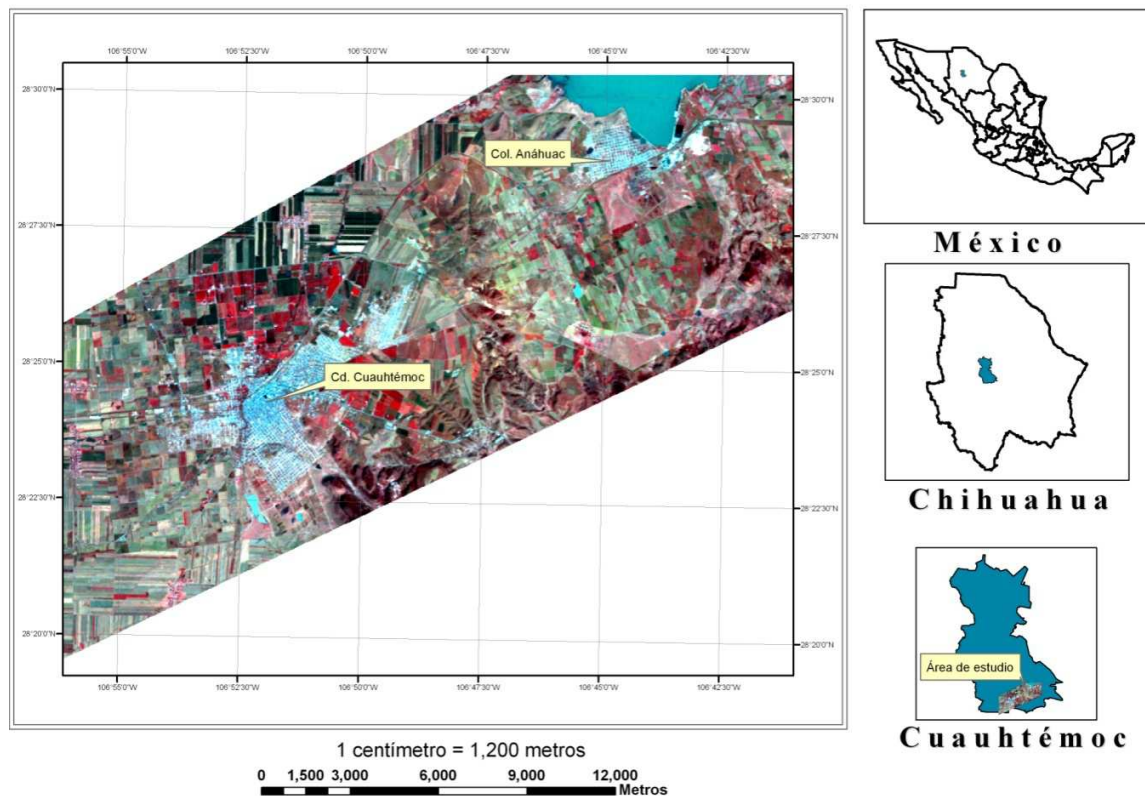 106°55'0"W 106°52'30"W 106°50'0"W 106°47'30"W 106°45'0"W 106°42'30"W
28°30'0"N 28°30'0"N
Col. Anáhuac
28°27'30"N 28°27'30"N
28°25'0"N 28°25'0"N
Cd. Cuauhtémoc
28°22'30"N 28°22'30"N
28°20'0"N 28°20'0"N
106°55'0"W 106°52'30"W 106°50'0"W 106°47'30"W 106°45'0"W 106°42'30"W
1 centímetro = 1,200 metros
0 1,500 3,000 6,000 9,000 12,000
Metros
México
Chihuahua
Área de estudio
Cuauhtémoc